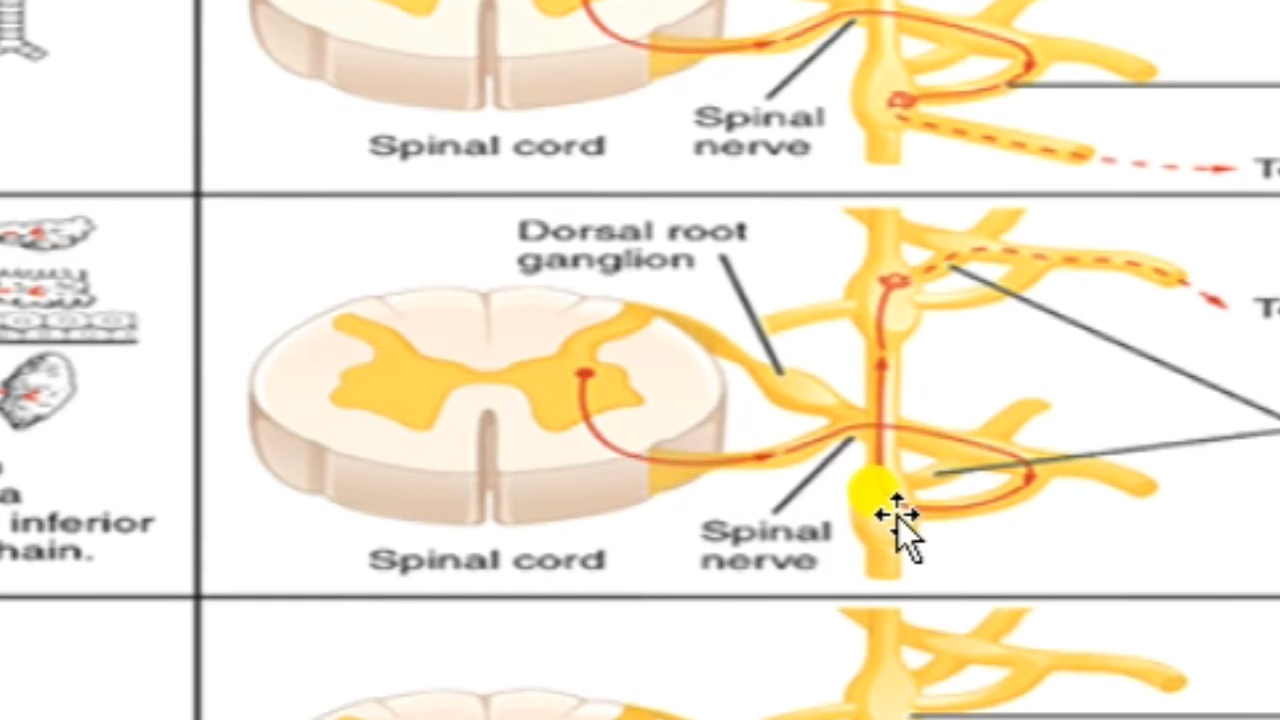 Spinal
nerve
Spinal cord
Dorsal root
ganglion
a
inferior
hain.
Spinal
nerve
Spinal cord